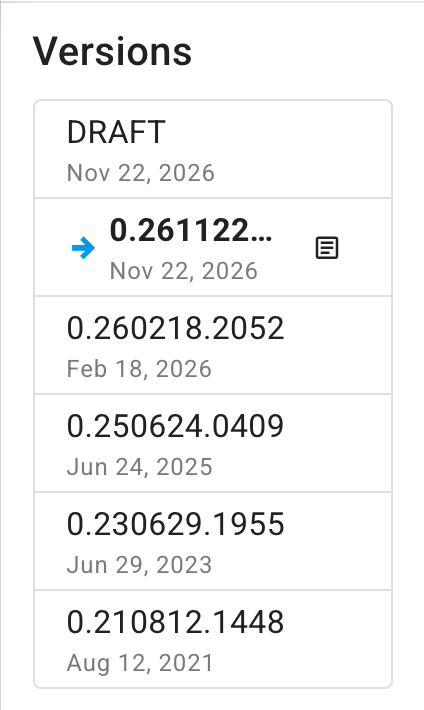 Versions
DRAFT
Nov 22, 2026
0.261122…
Nov 22, 2026
0.260218.2052
Feb 18, 2026
0.250624.0409
Jun 24, 2025
0.230629.1955
Jun 29, 2023
0.210812.1448
Aug 12, 2021